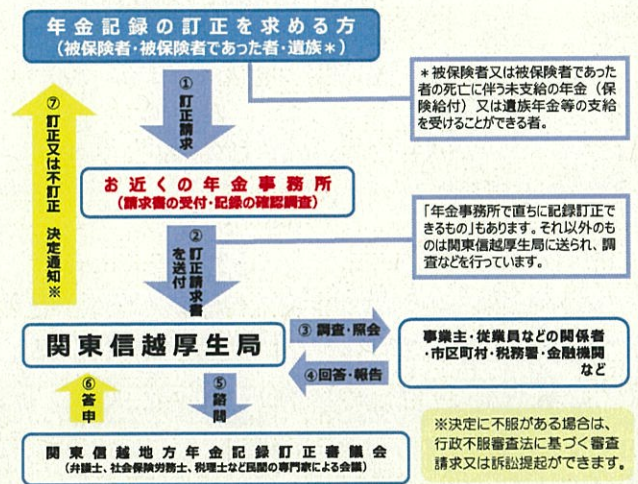 年金記録の訂正を求める方
(被保険者・被保険者であった者・遺族＊)
＊被保険者又は被保険者であった
者の死亡に伴う未支給の年金（保
険給付）又は遺族年金等の支給
を受けることができる者。
①訂正請求
お近くの年金事務所
(請求書の受付・記録の確認調査)
「年金事務所で直ちに記録訂正で
きるもの」もあります。それ以外のも
のは関東信越厚生局に送られ、調
査などを行っています。
②訂正請求書
を送付
関東信越厚生局
③調査・照会
④回答・報告
事業主・従業員などの関係者
・市区町村・税務署・金融機関
など
⑤諮問
⑥答申
⑦訂正又は不訂正 決定通知※
関東信越地方年金記録訂正審議会
(弁護士、社会保険労務士、税理士など民間の専門家による会議)
※決定に不服がある場合は、
行政不服審査法に基づく審査
請求又は訴訟提起ができます。